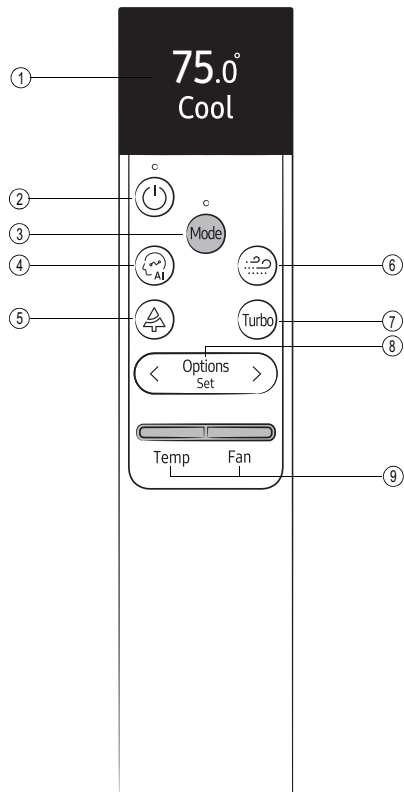 75.0°
Cool
①
②
③
Mode
④
AI
⑥
⑤
Turbo
⑦
⑧
Options
< >
Set
Temp Fan
⑨